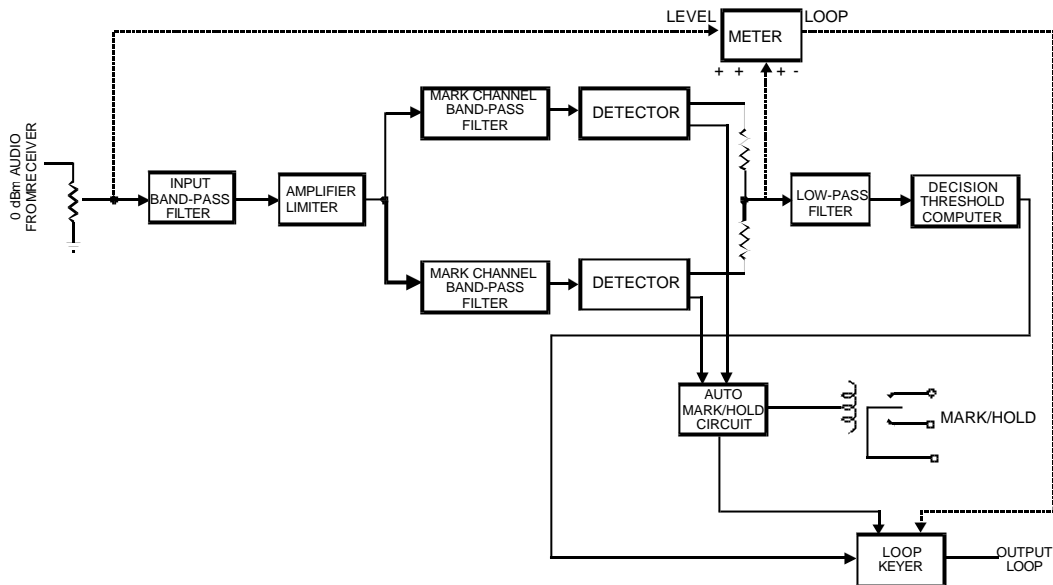 LEVEL
LOOP
METER
+ + + -
MARK CHANNEL
BAND-PASS
FILTER
DETECTOR
0 dBm AUDIO
FROMRECEIVER
INPUT
BAND-PASS
FILTER
AMPLIFIER
LIMITER
LOW-PASS
FILTER
DECISION
THRESHOLD
COMPUTER
MARK CHANNEL
BAND-PASS
FILTER
DETECTOR
AUTO
MARK/HOLD
CIRCUIT
MARK/HOLD
LOOP
KEYER
OUTPUT
LOOP